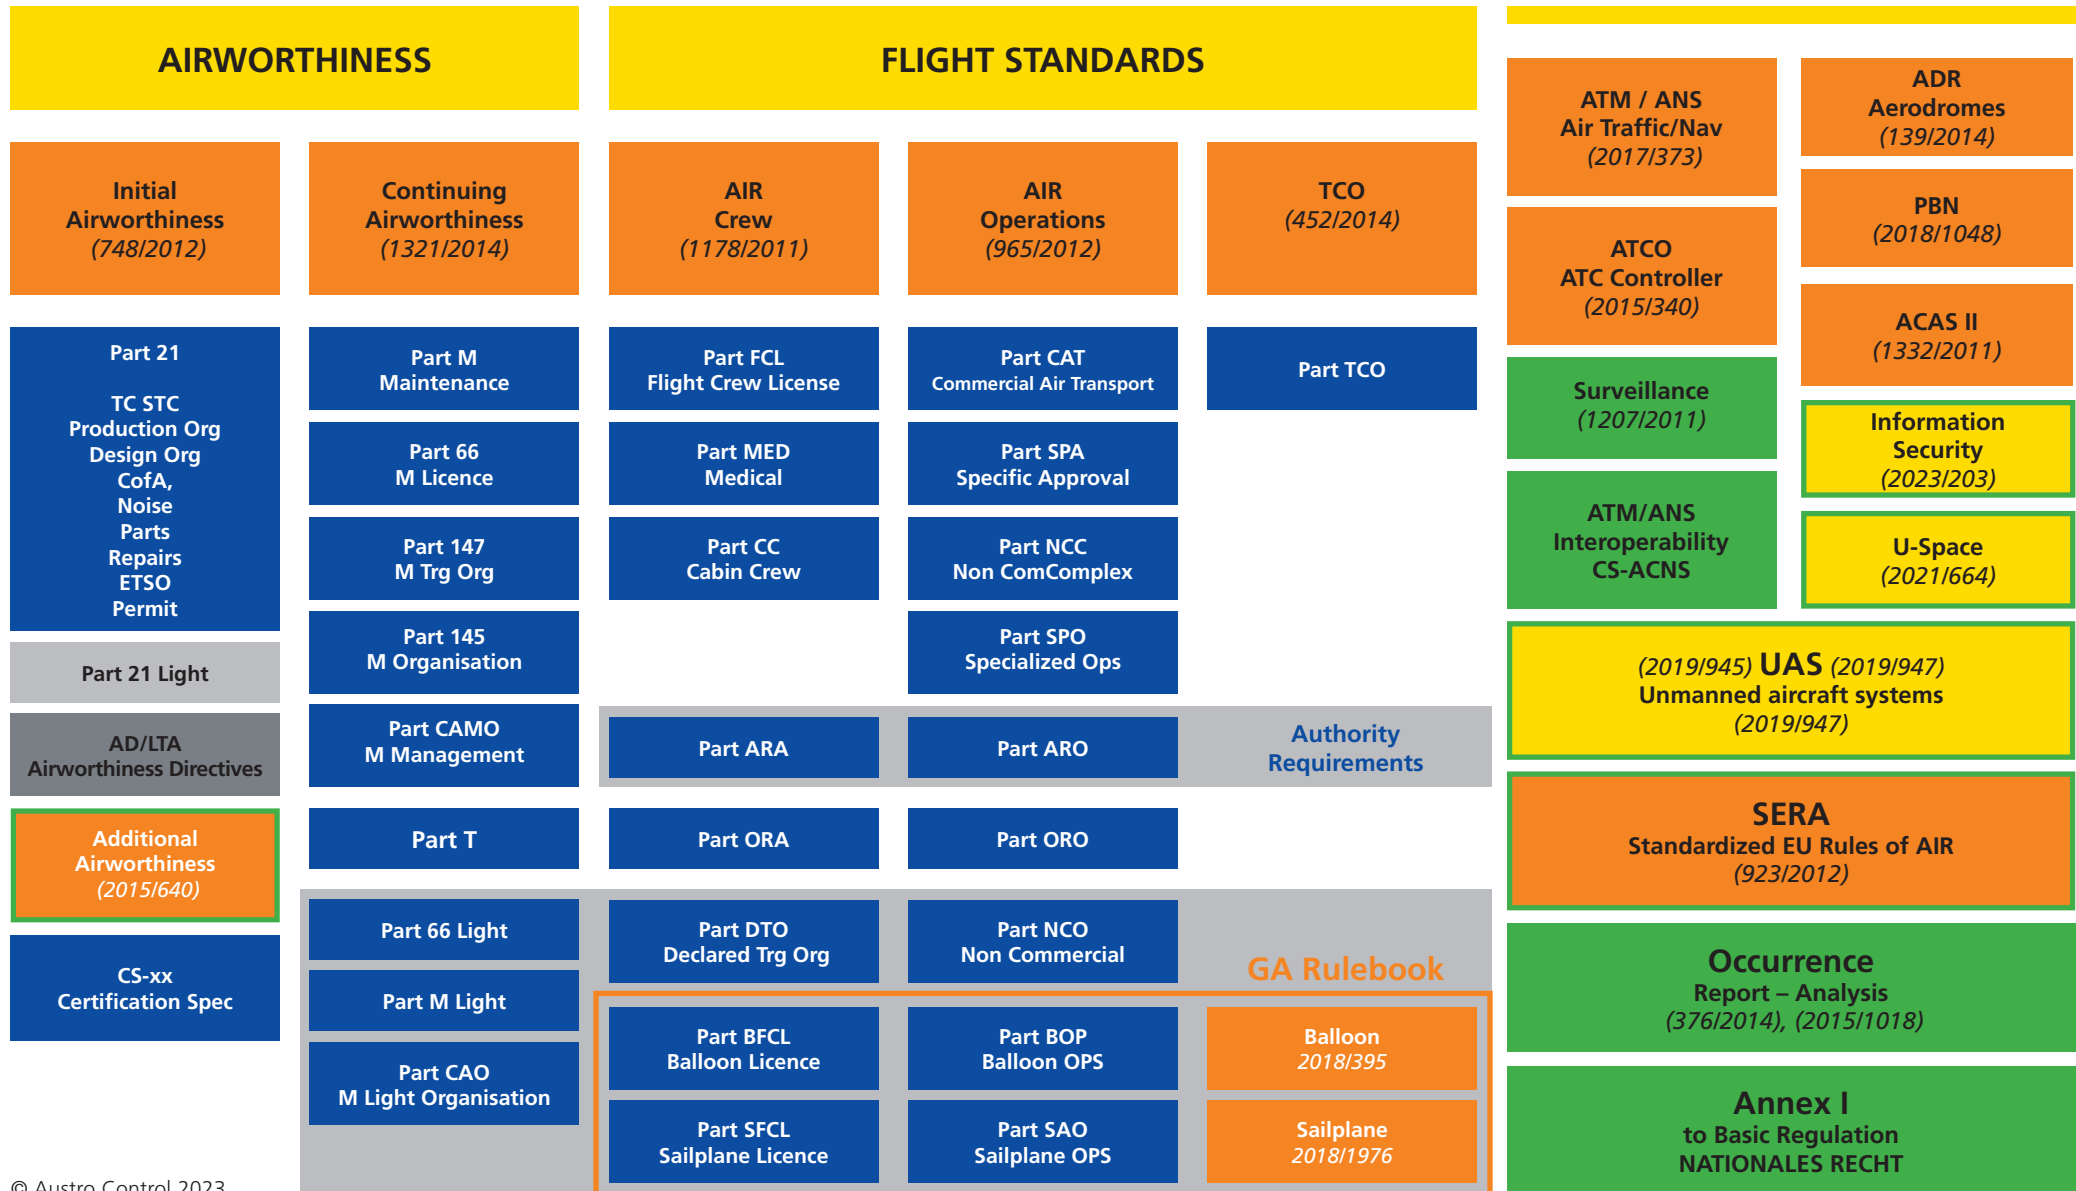 AIRWORTHINESS
Initial
Airworthiness
(748/2012)
Part 21
TC STC
Production Org
Design Org
CofA,
Noise
Parts
Repairs
ETSO
Permit
Part 21 Light
AD/LTA
Airworthiness Directives
Additional
Airworthiness
(2015/640)
CS-xx
Certification Spec
Continuing
Airworthiness
(1321/2014)
Part M
Maintenance
Part 66
M Licence
Part 147
M Trg Org
Part 145
M Organisation
Part CAMO
M Management
Part T
Part 66 Light
Part M Light
Part CAO
M Light Organisation
FLIGHT STANDARDS
AIR
Crew
(1178/2011)
Part FCL
Flight Crew License
Part MED
Medical
Part CC
Cabin Crew
Part ARA
Part ORA
Part DTO
Declared Trg Org
Part BFCL
Balloon Licence
Part SFCL
Sailplane Licence
AIR
Operations
(965/2012)
Part CAT
Commercial Air Transport
Part SPA
Specific Approval
Part NCC
Non ComComplex
Part SPO
Specialized Ops
Part ARO
Part ORO
Part NCO
Non Commercial
Part BOP
Balloon OPS
Part SAO
Sailplane OPS
TCO
(452/2014)
Part TCO
Authority
Requirements
GA Rulebook
Balloon
2018/395
Sailplane
2018/1976
ATM / ANS
Air Traffic/Nav
(2017/373)
ATCO
ATC Controller
(2015/340)
Surveillance
(1207/2011)
ATM/ANS
Interoperability
CS-ACNS
ADR
Aerodromes
(139/2014)
PBN
(2018/1048)
ACAS II
(1332/2011)
Information
Security
(2023/203)
U-Space
(2021/664)
(2019/945) UAS (2019/947)
Unmanned aircraft systems
(2019/947)
SERA
Standardized EU Rules of AIR
(923/2012)
Occurrence
Report – Analysis
(376/2014), (2015/1018)
Annex I
to Basic Regulation
NATIONALES RECHT
© Austro Control 2023